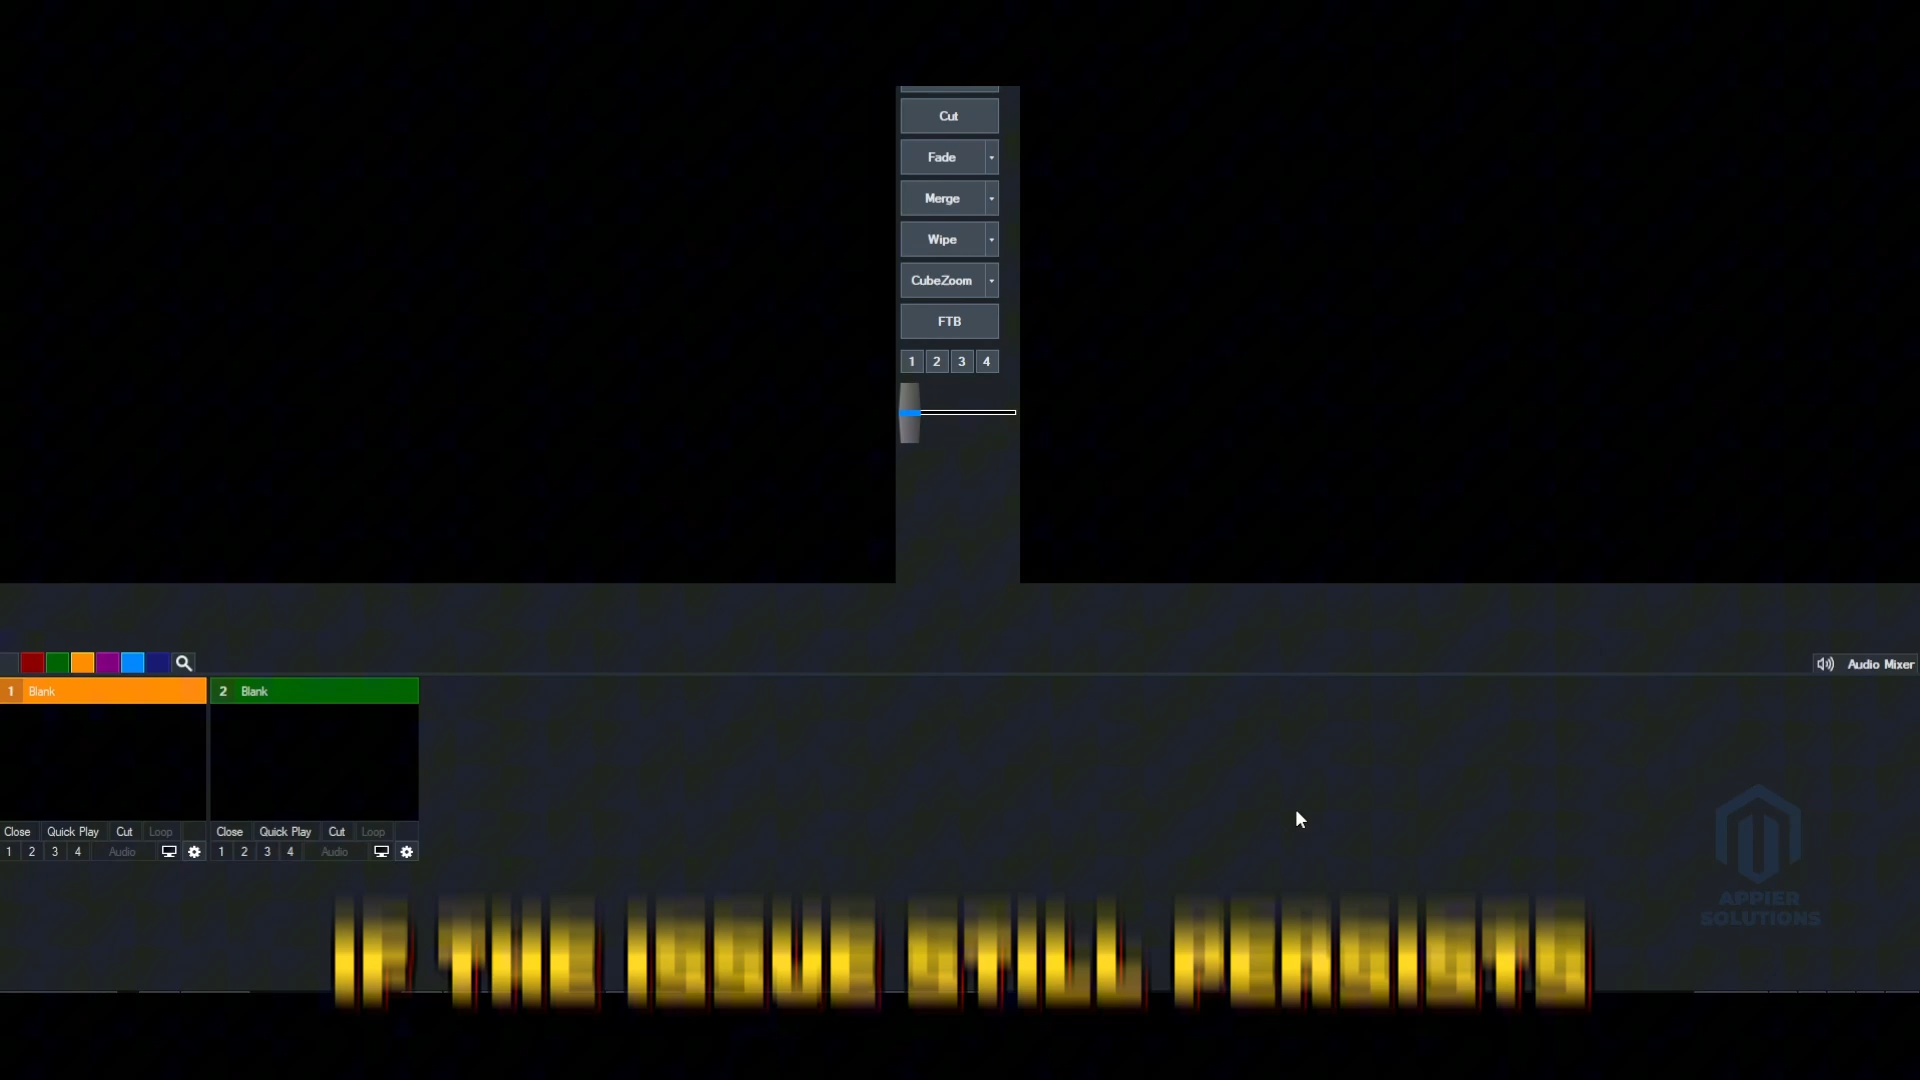 Cut
Fade
Merge
Wipe
CubeZoom
FTB
1 2 3 4
Audio Mixer
1 Blank
2 Blank
Close Quick Play Cut Loop
Close Quick Play Cut Loop
1 2 3 4 Audio
1 2 3 4 Audio
APPIER
SOLUTIONS
IF THE ISSUE STILL PERSISTS